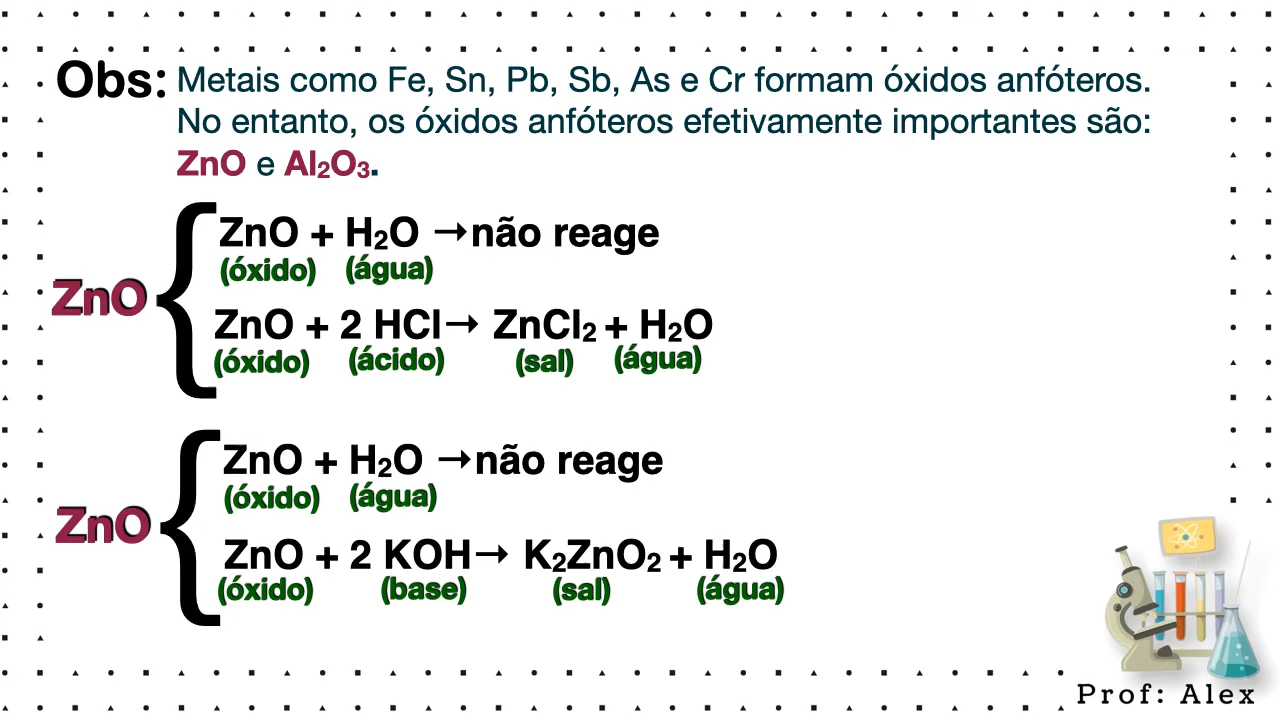 Obs: Metais como Fe, Sn, Pb, Sb, As e Cr formam óxidos anfóteros.
No entanto, os óxidos anfóteros efetivamente importantes são:
ZnO e Al₂O₃.
ZnO + H₂O → não reage
(óxido) (água)
ZnO
ZnO + 2 HCl → ZnCl₂ + H₂O
(óxido) (ácido) (sal) (água)
ZnO + H₂O → não reage
(óxido) (água)
ZnO
ZnO + 2 KOH → K₂ZnO₂ + H₂O
(óxido) (base) (sal) (água)
Prof: Alex